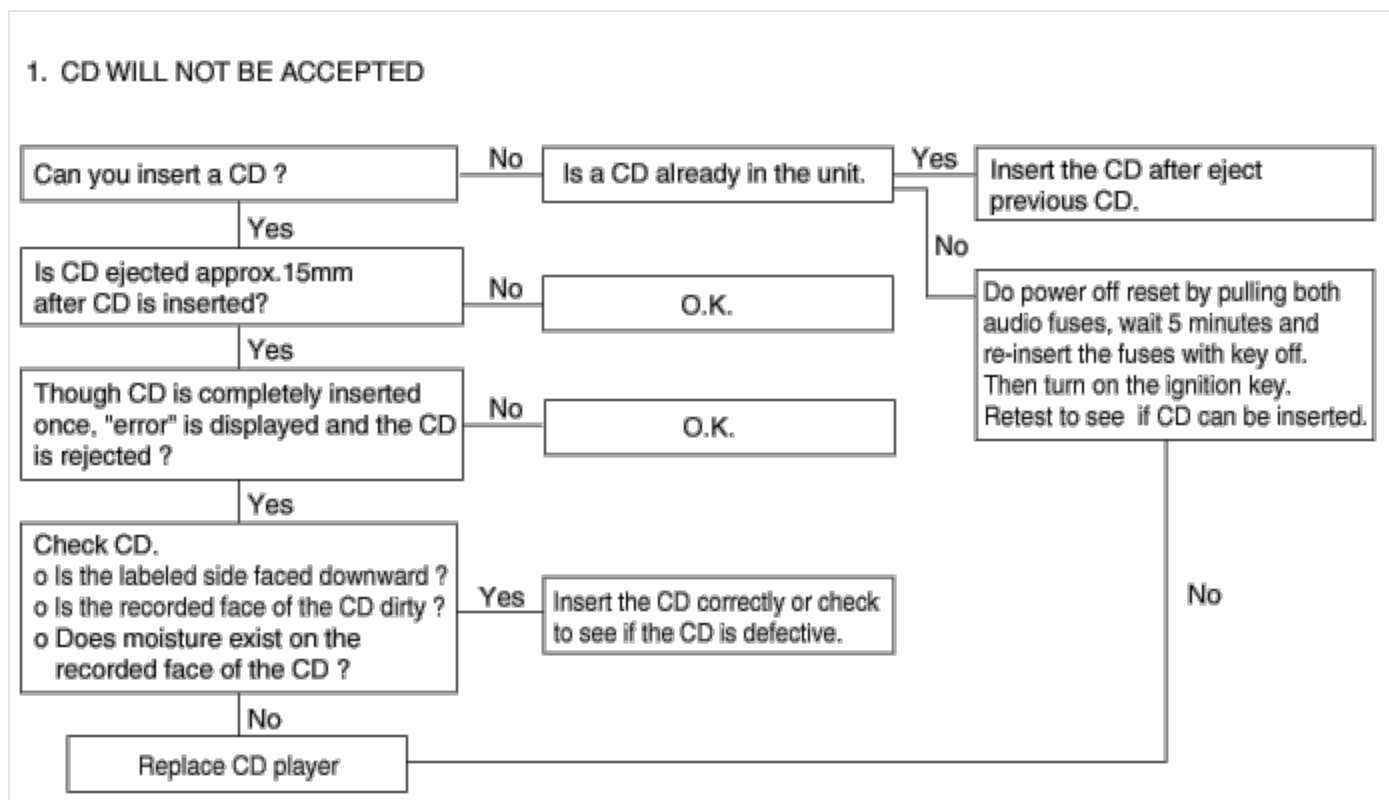 1. CD WILL NOT BE ACCEPTED
Can you insert a CD ?
No
Is a CD already in the unit.
Yes
Insert the CD after eject
previous CD.
Yes
No
Is CD ejected approx.15mm
after CD is inserted?
No
O.K.
Do power off reset by pulling both
audio fuses, wait 5 minutes and
re-insert the fuses with key off.
Then turn on the ignition key.
Retest to see if CD can be inserted.
Yes
Though CD is completely inserted
once, "error" is displayed and the CD
is rejected ?
No
O.K.
Yes
Check CD.
o Is the labeled side faced downward ?
o Is the recorded face of the CD dirty ?
o Does moisture exist on the
recorded face of the CD ?
Yes
Insert the CD correctly or check
to see if the CD is defective.
No
No
Replace CD player